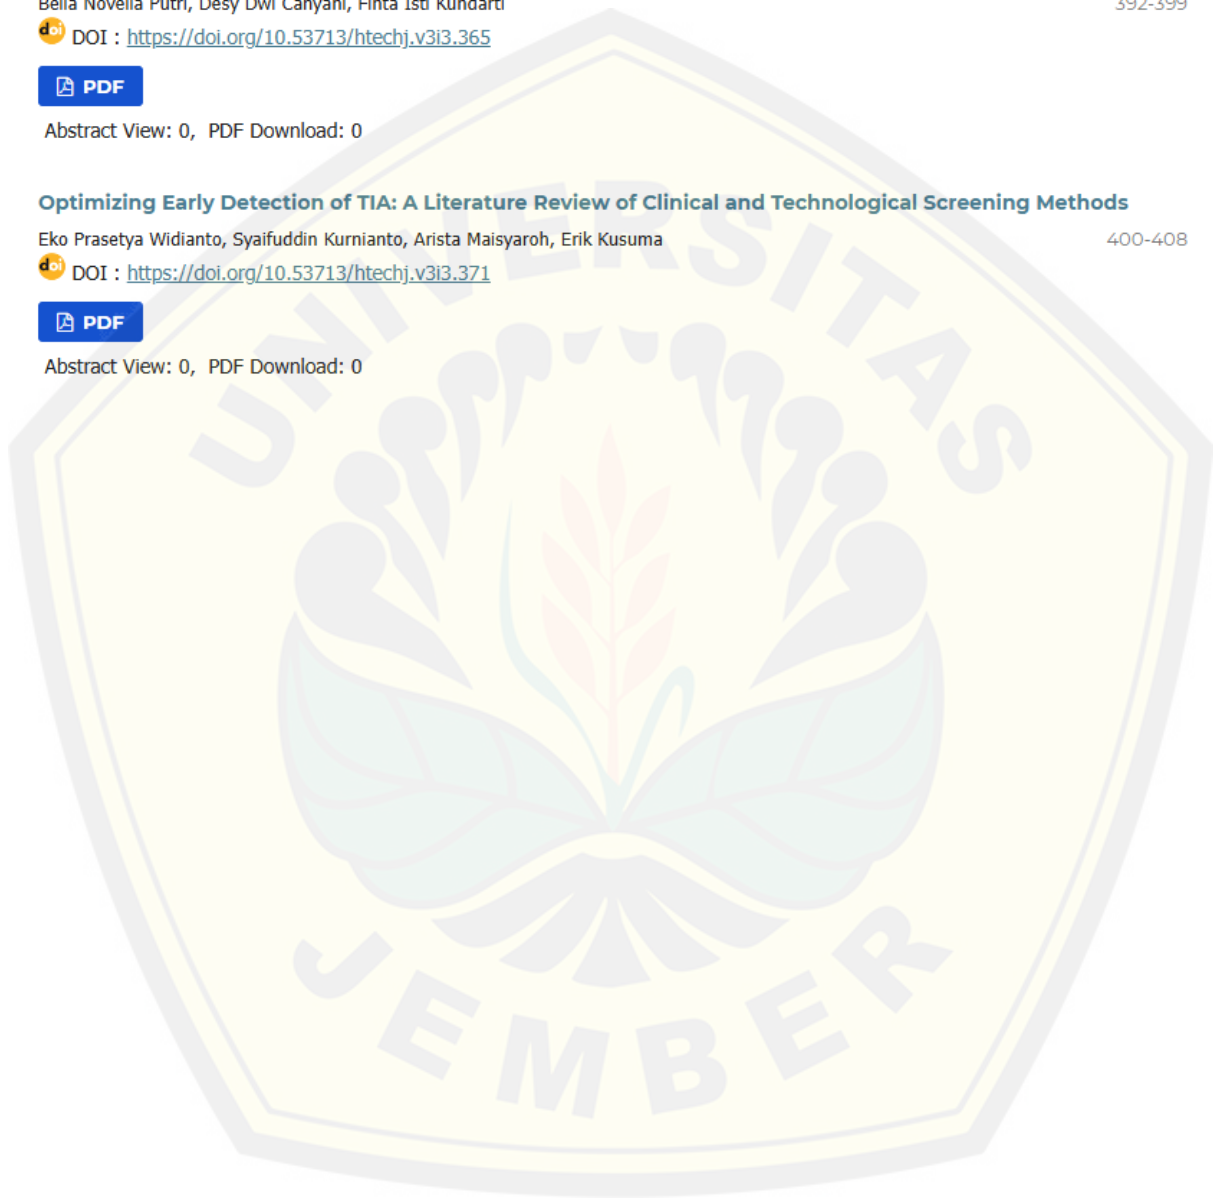 Bella Novella Putri, Desy Dwi Cahyani, Finta Isti Kundarti 392-399
doi DOI : https://doi.org/10.53713/htechj.v3i3.365
PDF
Abstract View: 0, PDF Download: 0
Optimizing Early Detection of TIA: A Literature Review of Clinical and Technological Screening Methods
Eko Prasetya Widianto, Syaifuddin Kurnianto, Arista Maisyaroh, Erik Kusuma 400-408
doi DOI : https://doi.org/10.53713/htechj.v3i3.371
PDF
Abstract View: 0, PDF Download: 0
UNIVERSITAS
JEMBER